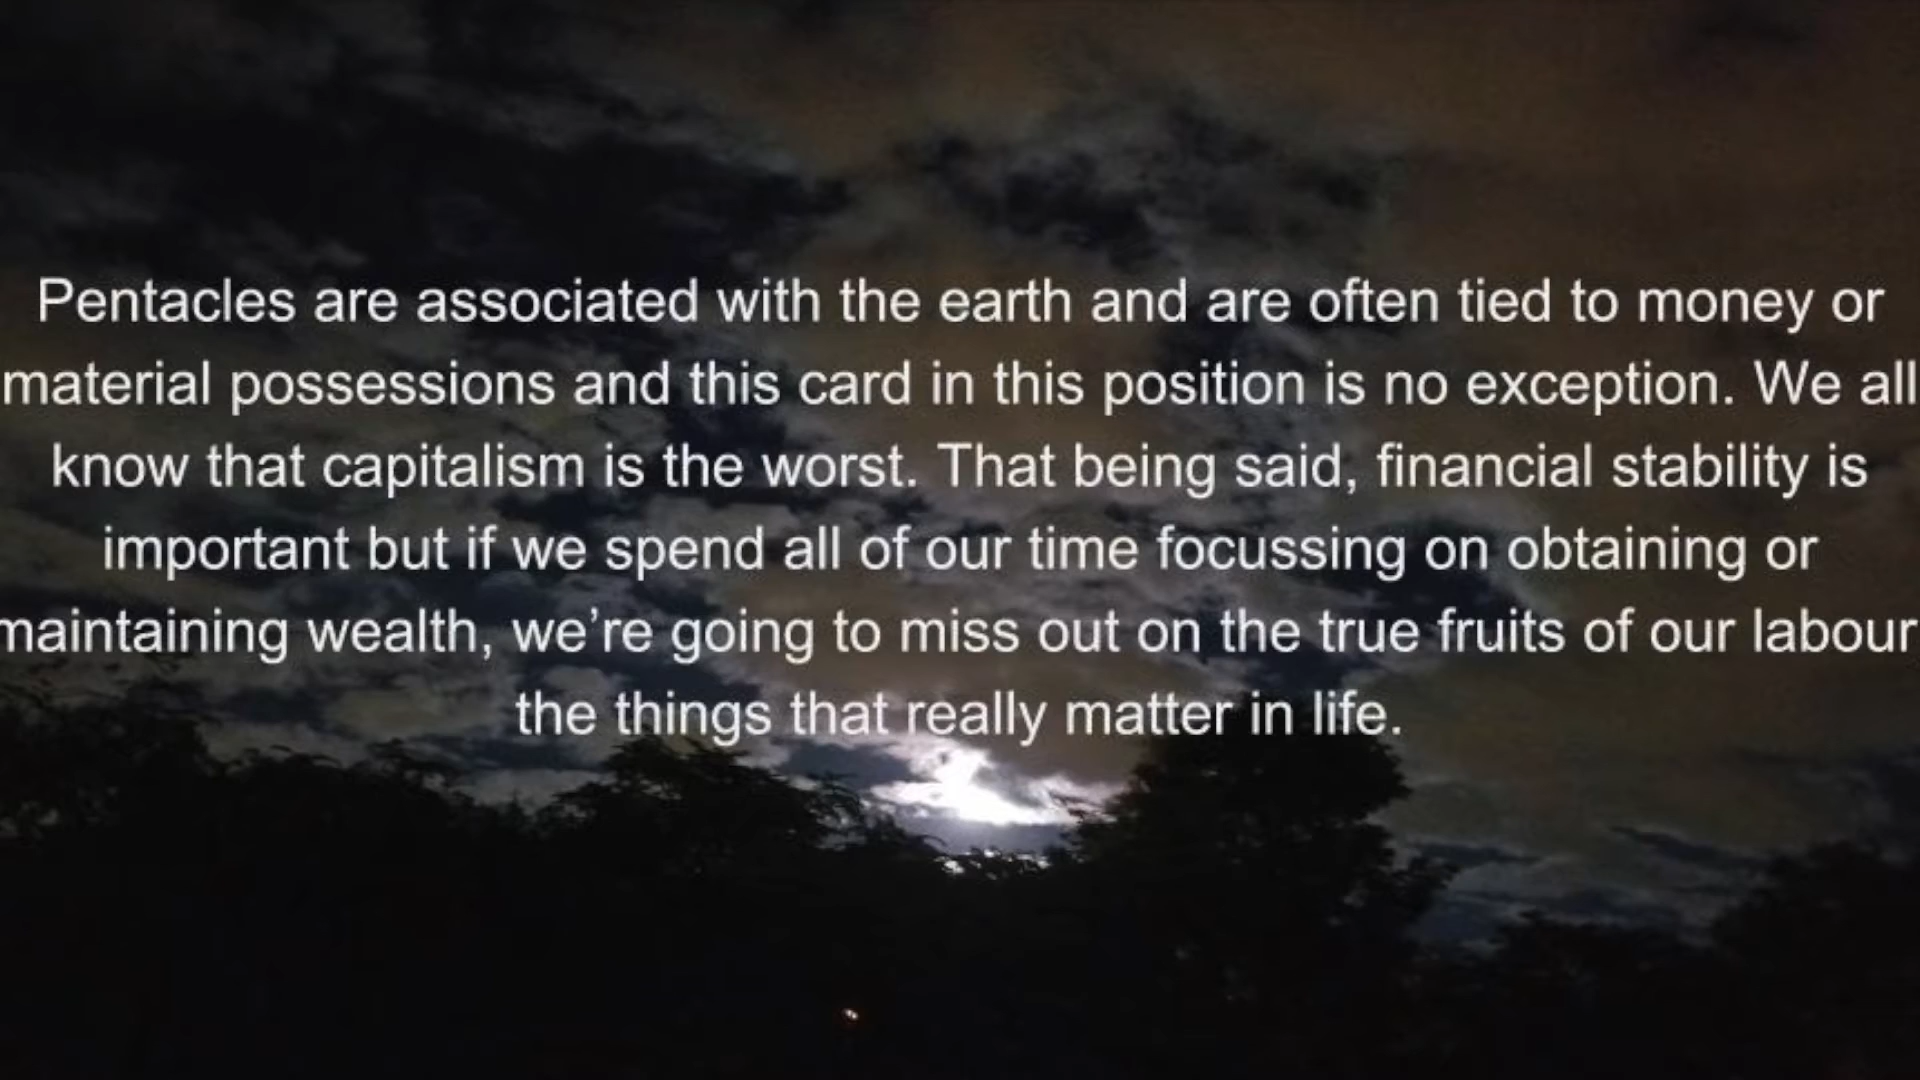 Pentacles are associated with the earth and are often tied to money or
material possessions and this card in this position is no exception. We all
know that capitalism is the worst. That being said, financial stability is
important but if we spend all of our time focussing on obtaining or
maintaining wealth, we’re going to miss out on the true fruits of our labour
the things that really matter in life.